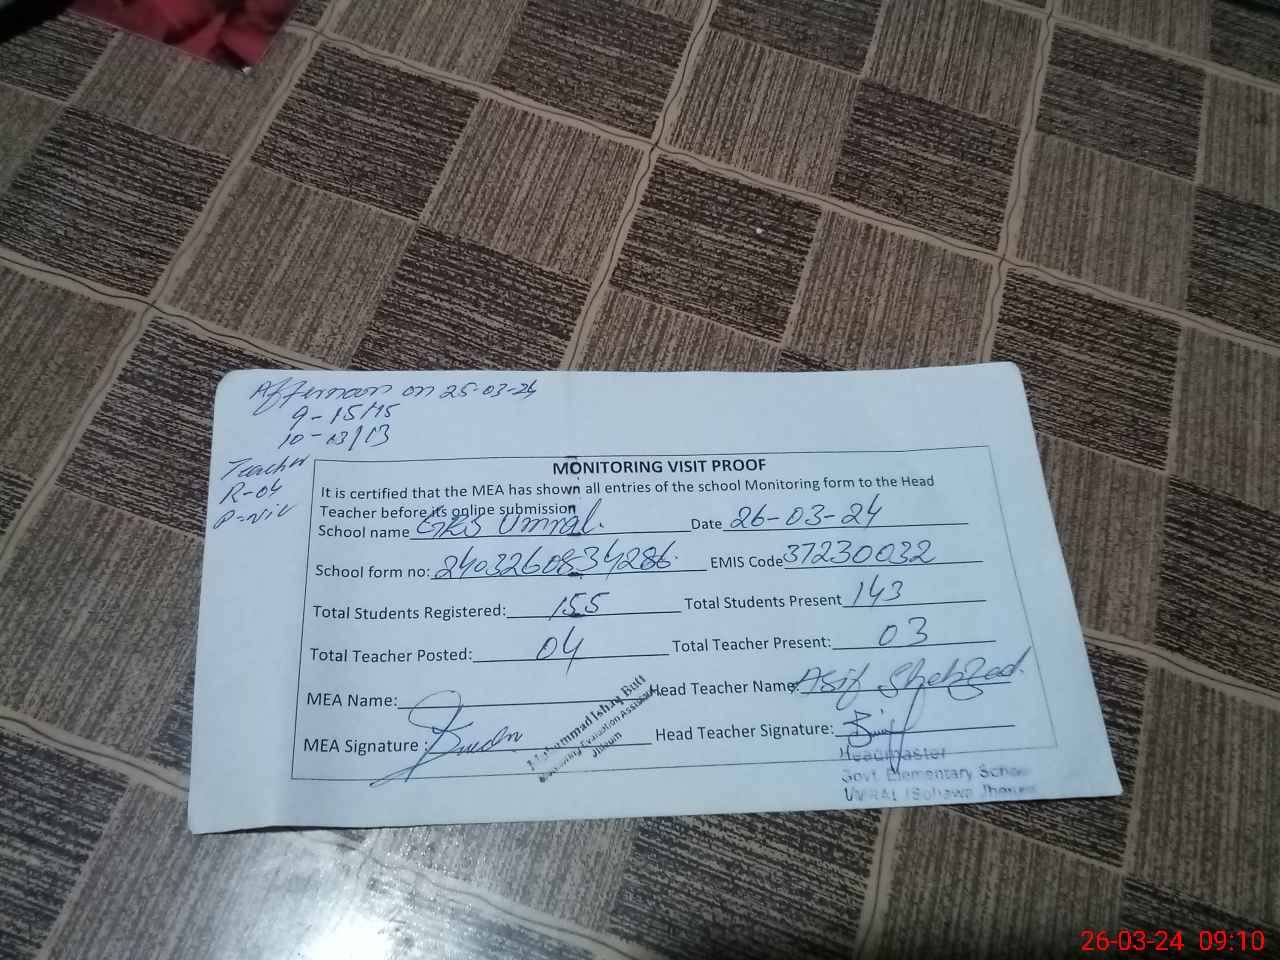 Afternoon on 25-03-24
9-15/15
10-13/13
Teacher
R-04
P-Nil
MONITORING VISIT PROOF
It is certified that the MEA has shown all entries of the school Monitoring form to the Head
Teacher before its online submission
School name Umral. Date 26-03-24
School form no: 2403260834286 EMIS Code 37230032
Total Students Registered: 155 Total Students Present 143
Total Teacher Posted: 04 Total Teacher Present: 03
MEA Name: Head Teacher Name: Asif Shehzad.
MEA Signature : Head Teacher Signature:
Muhammad Ishaq Butt
Monitoring Evaluation Assistant
Jhelum
Headmaster
Govt. Elementary School
UMRAL (Sohawa Jhelum
26-03-24 09:10